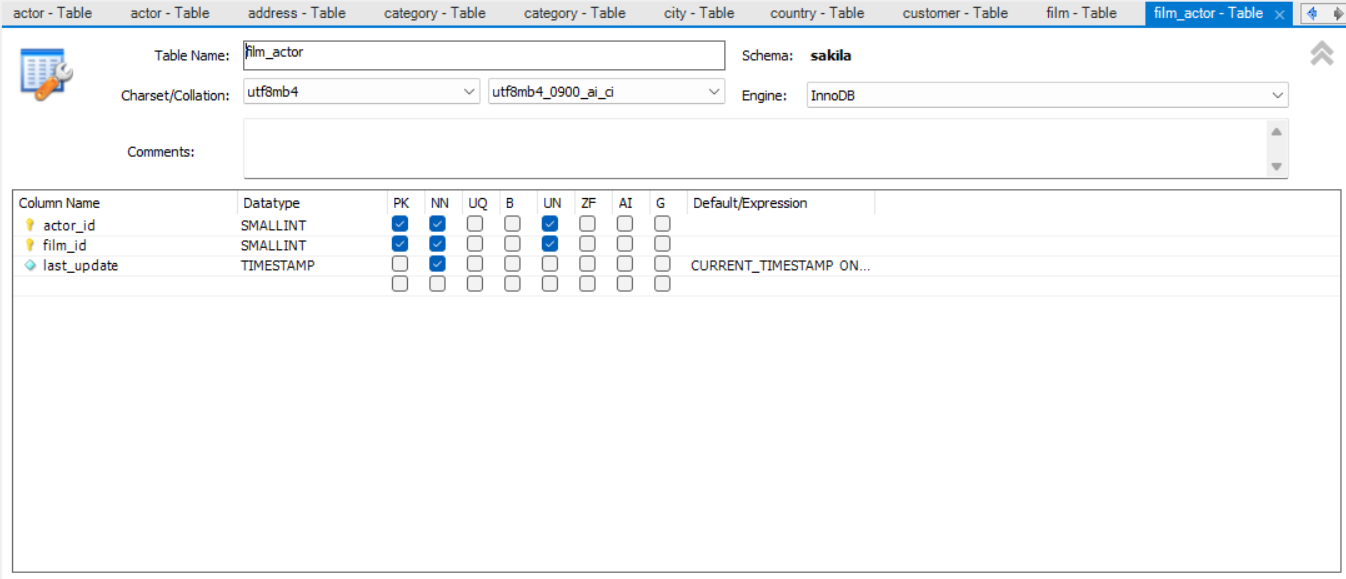 actor - Table actor - Table address - Table category - Table category - Table city - Table country - Table customer - Table film - Table film_actor - Table
Table Name: film_actor Schema: sakila
Charset/Collation: utf8mb4 utf8mb4_0900_ai_ci Engine: InnoDB
Comments:
Column Name Datatype PK NN UQ B UN ZF AI G Default/Expression
actor_id SMALLINT
film_id SMALLINT
last_update TIMESTAMP CURRENT_TIMESTAMP ON...